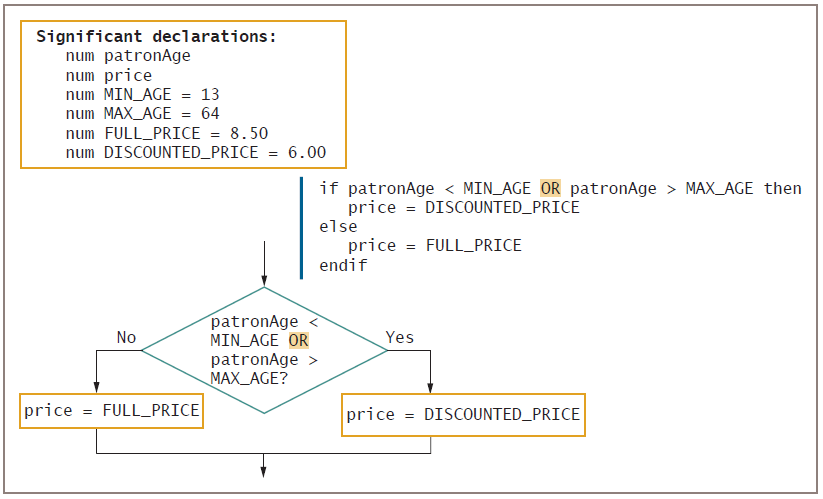 Significant declarations:
num patronAge
num price
num MIN_AGE = 13
num MAX_AGE = 64
num FULL_PRICE = 8.50
num DISCOUNTED_PRICE = 6.00
if patronAge < MIN_AGE OR patronAge > MAX_AGE then
price = DISCOUNTED_PRICE
else
price = FULL_PRICE
endif
patronAge <
MIN_AGE OR
patronAge >
MAX_AGE?
No
Yes
price = FULL_PRICE
price = DISCOUNTED_PRICE